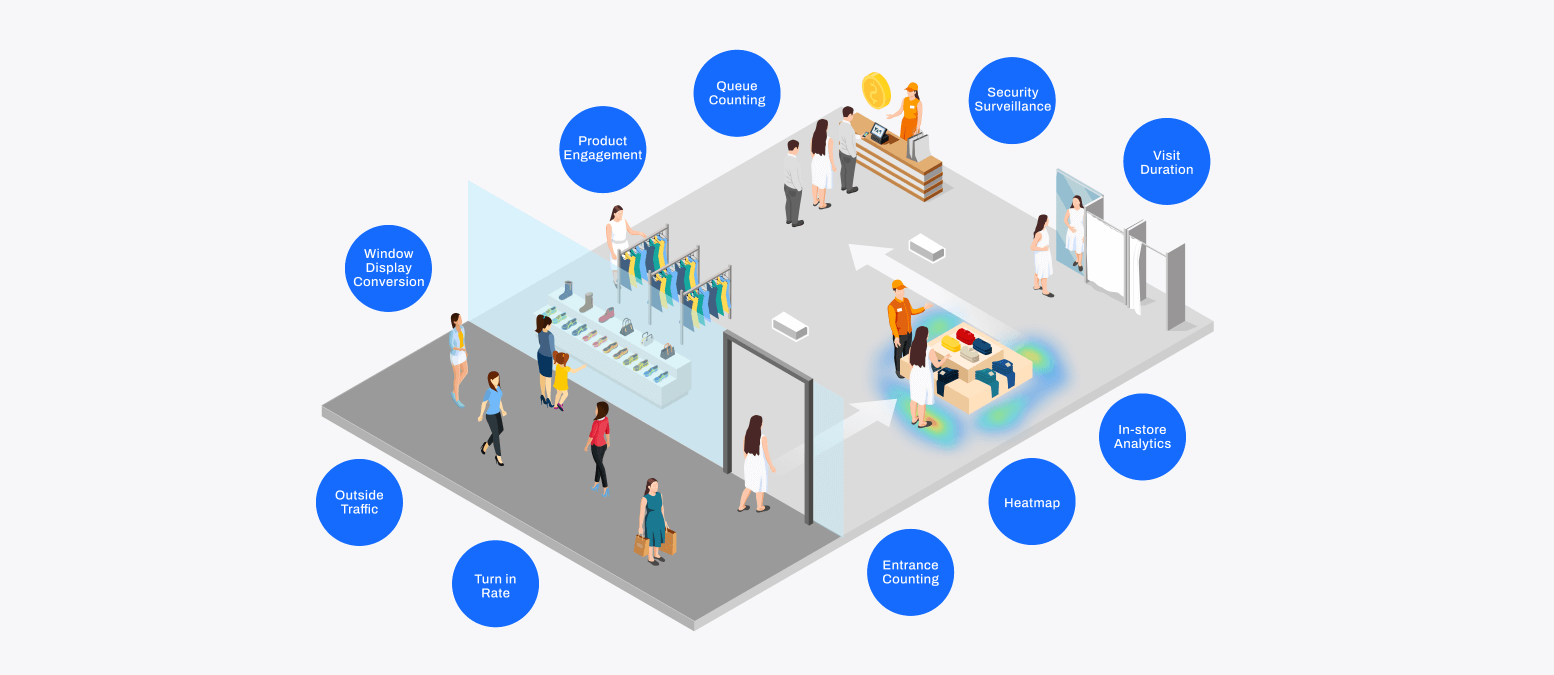 Queue
Counting
Security
Surveillance
Product
Engagement
Visit
Duration
Window
Display
Conversion
In-store
Analytics
Outside
Traffic
Heatmap
Turn in
Rate
Entrance
Counting